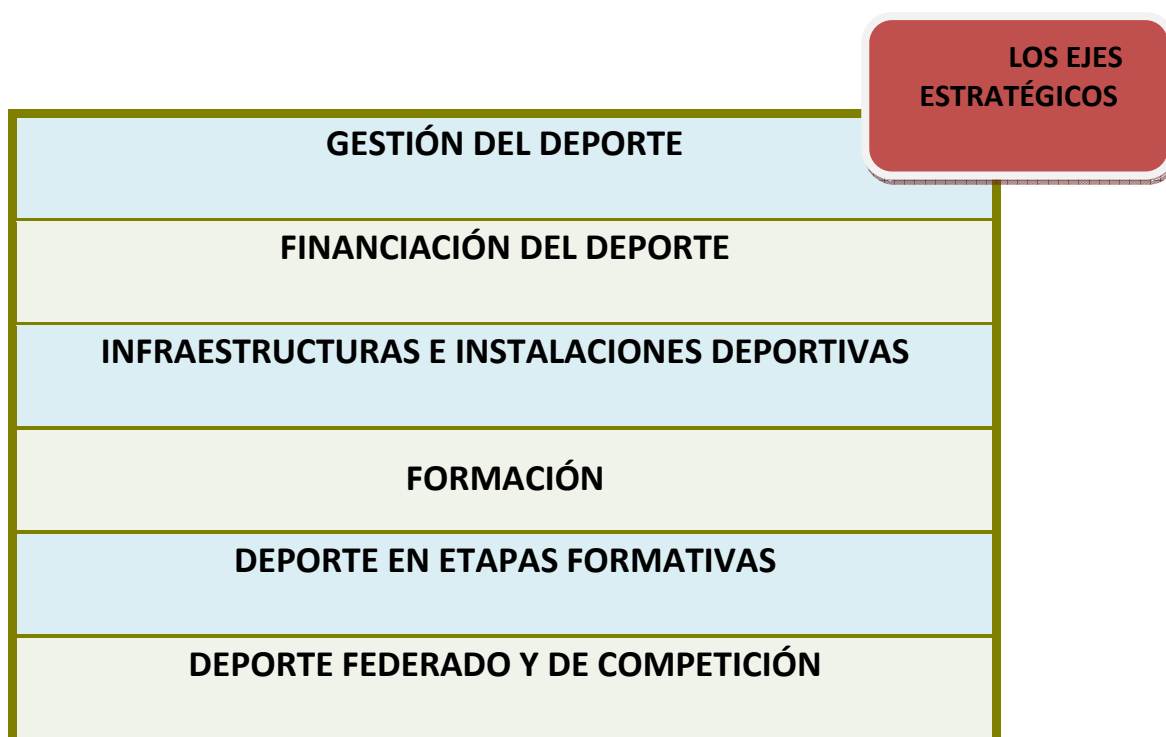 LOS EJES
ESTRATÉGICOS
GESTIÓN DEL DEPORTE
FINANCIACIÓN DEL DEPORTE
INFRAESTRUCTURAS E INSTALACIONES DEPORTIVAS
FORMACIÓN
DEPORTE EN ETAPAS FORMATIVAS
DEPORTE FEDERADO Y DE COMPETICIÓN